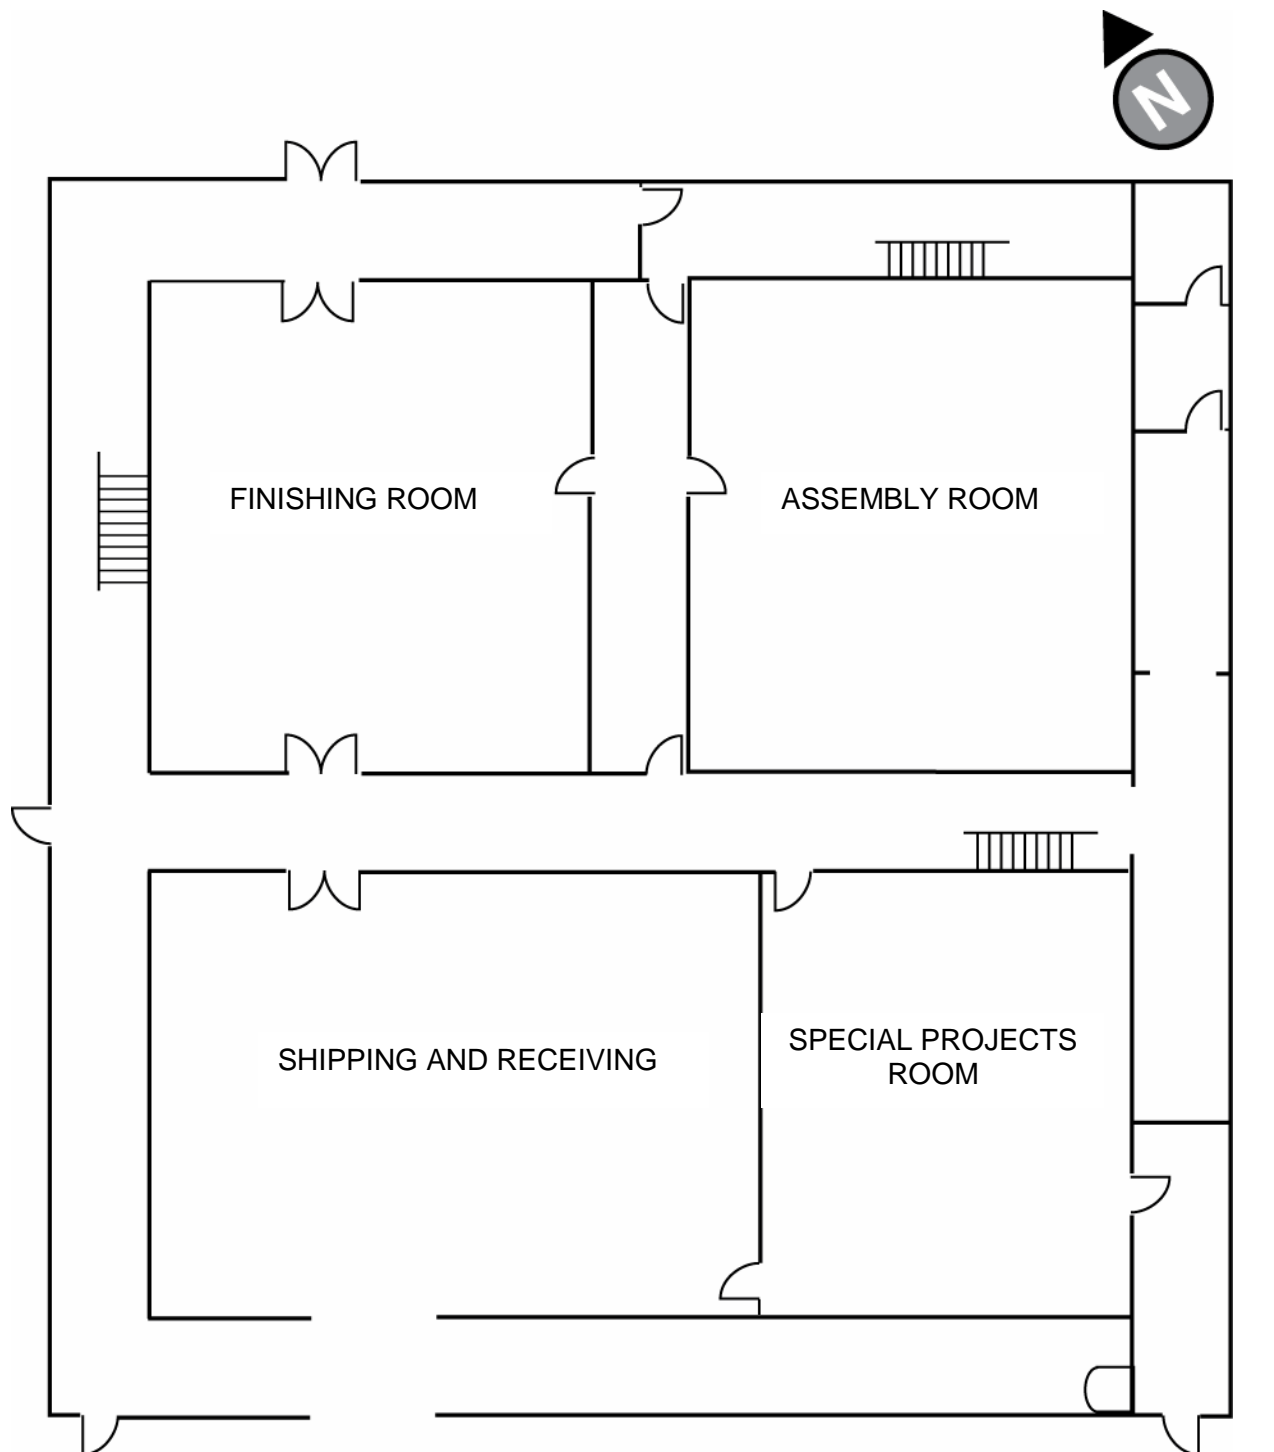 N
FINISHING ROOM
ASSEMBLY ROOM
SHIPPING AND RECEIVING
SPECIAL PROJECTS
ROOM